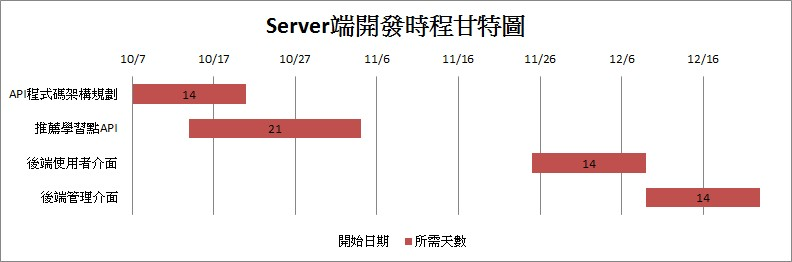 Server端開發時程甘特圖
10/7 10/17 10/27 11/6 11/16 11/26 12/6 12/16
API程式碼架構規劃 14
推薦學習點API 21
後端使用者介面 14
後端管理介面 14
開始日期 所需天數